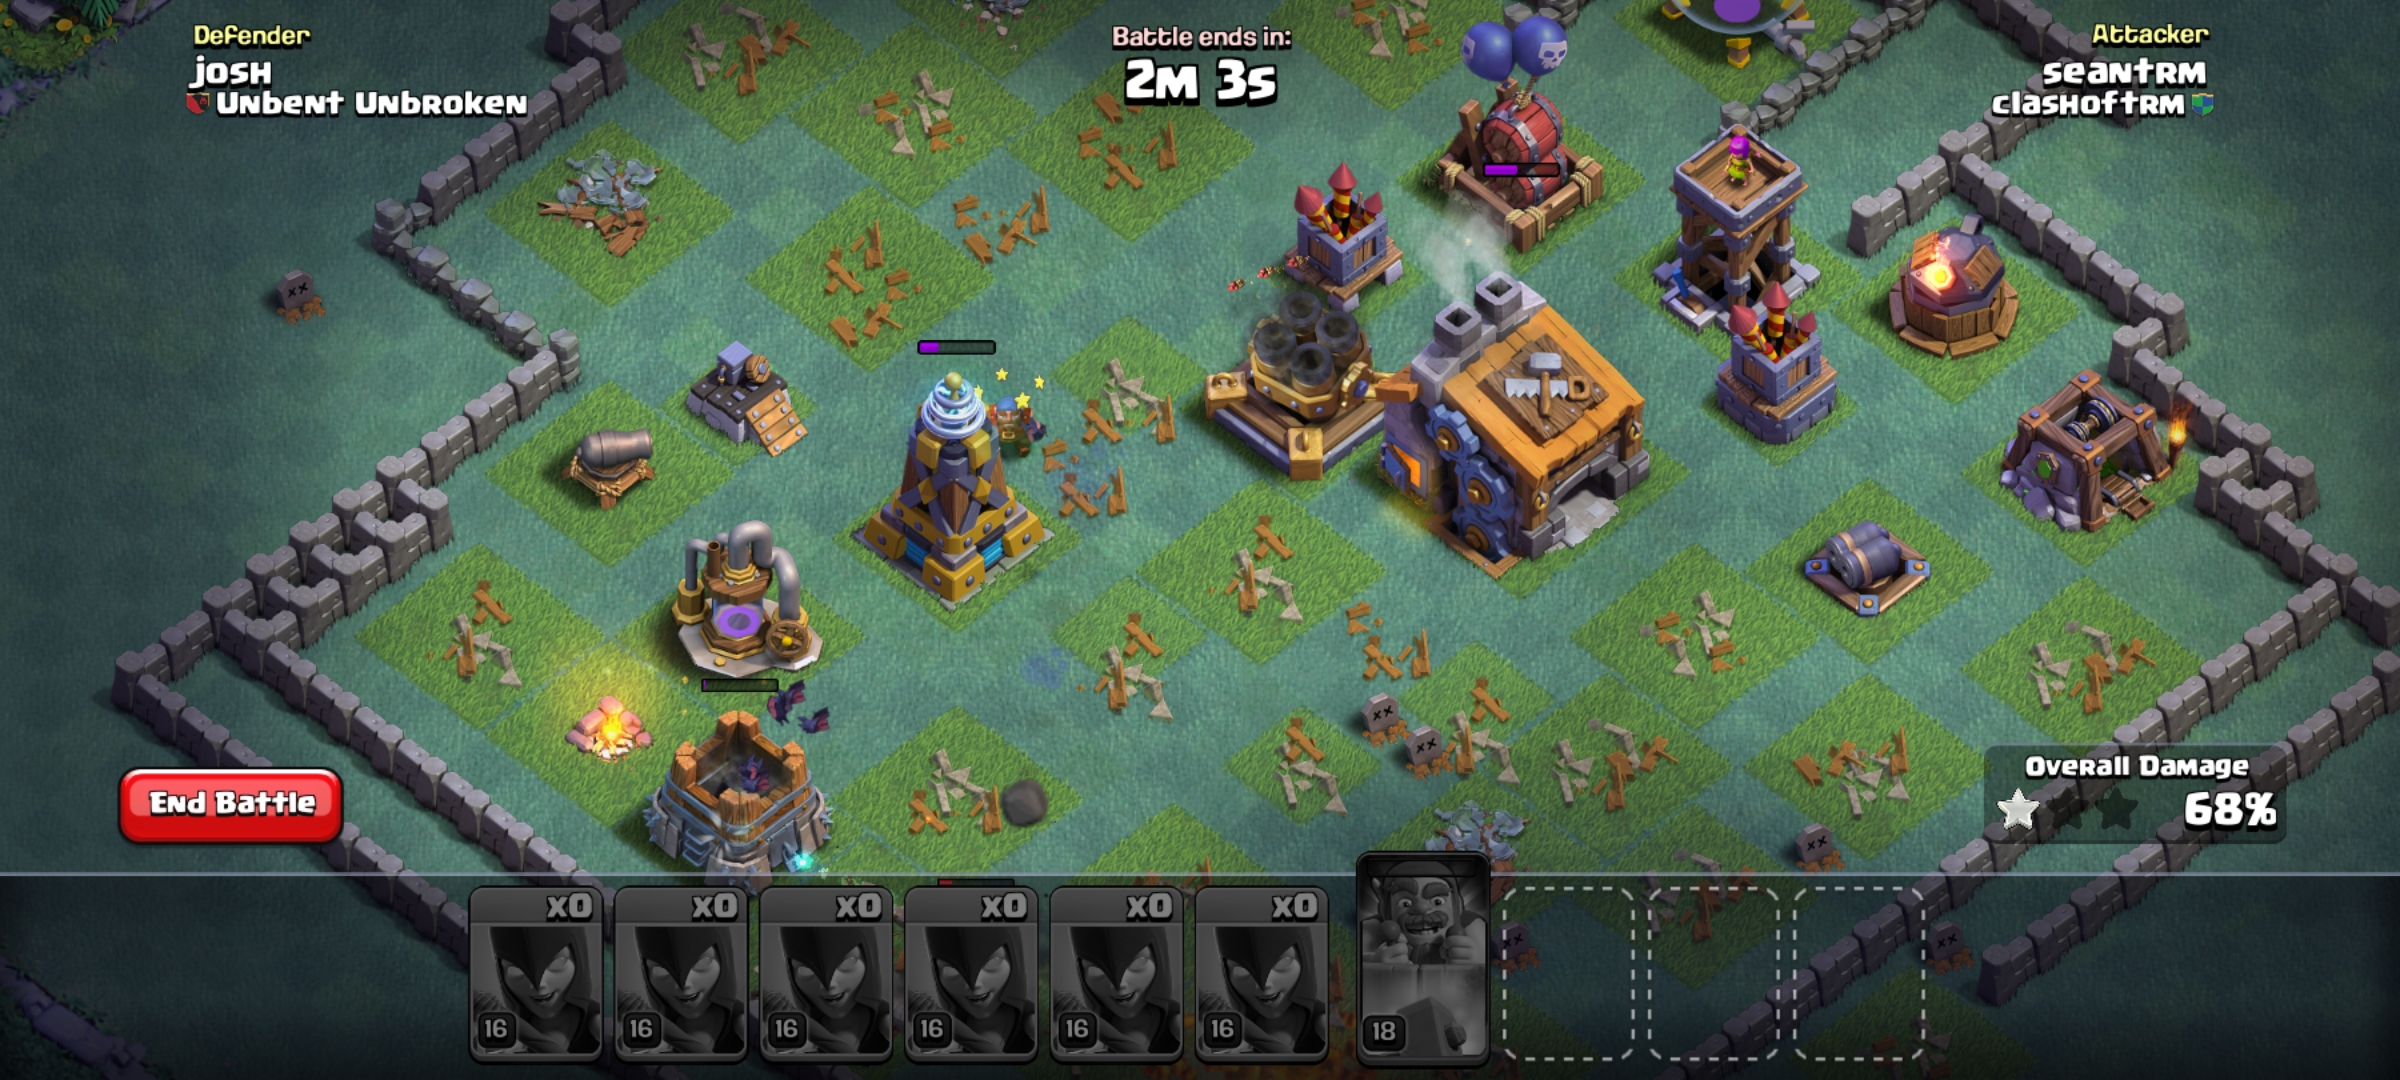 Defender
josh
Unbent Unbroken
Battle ends in:
2M 3s
Attacker
seantRM
clashoftRM
End Battle
Overall Damage
68%
x0 x0 x0 x0 x0 x0
16 16 16 16 16 16 18